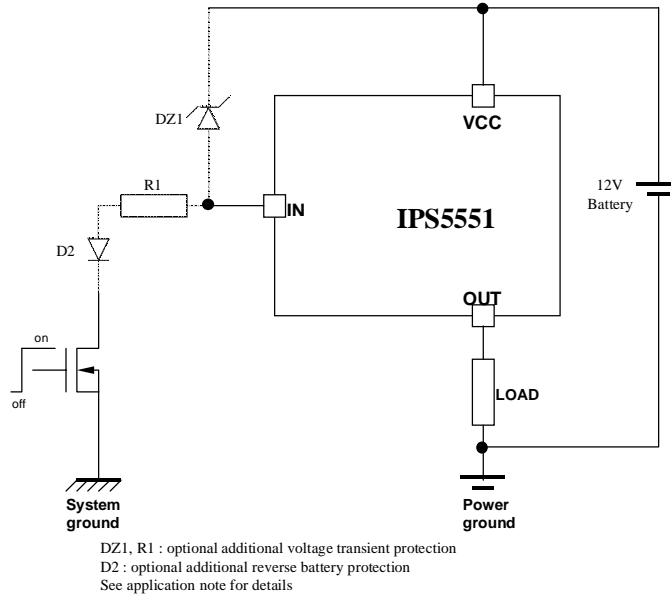 DZ1
VCC
R1
IN
IPS5551
12V
Battery
D2
OUT
on
off
LOAD
System
ground
Power
ground
DZ1, R1 : optional additional voltage transient protection
D2 : optional additional reverse battery protection
See application note for details